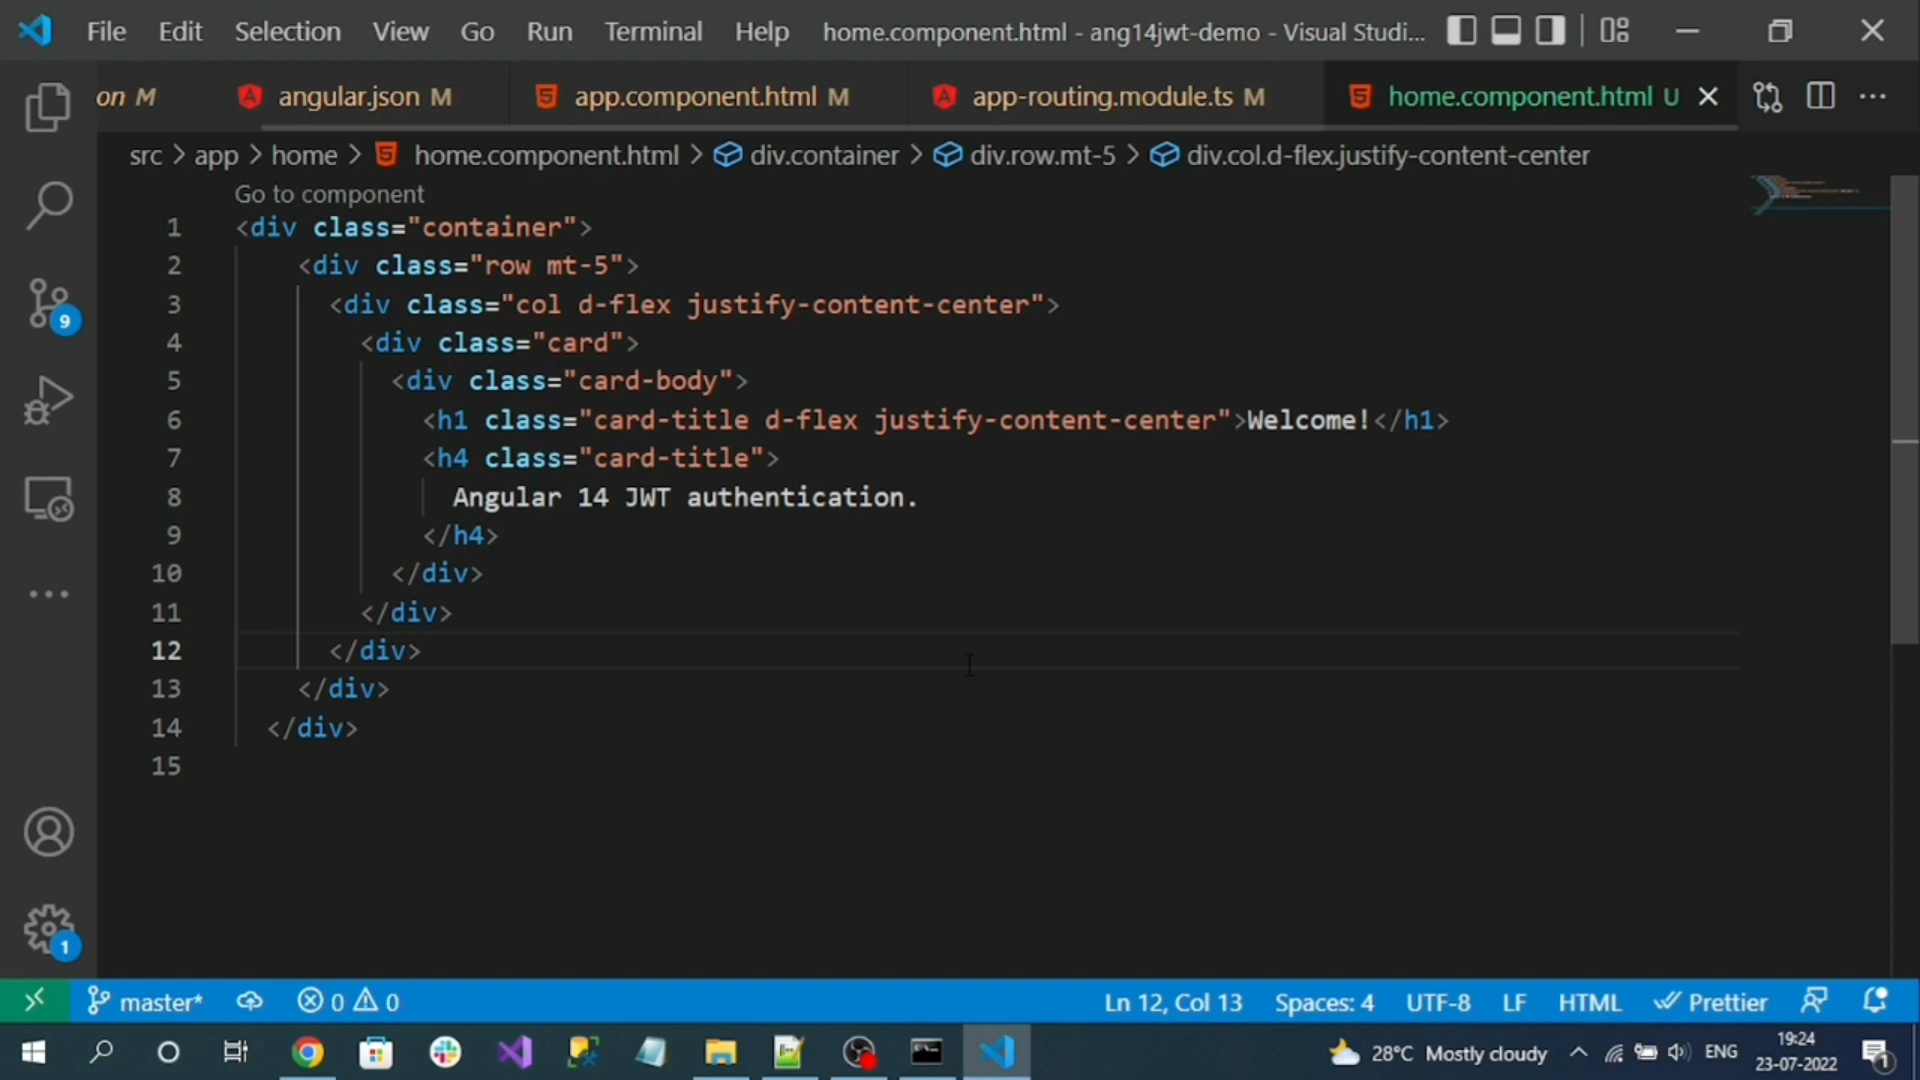 File Edit Selection View Go Run Terminal Help home.component.html - ang14jwt-demo - Visual Studi...
on M angular.json M app.component.html M app-routing.module.ts M home.component.html U
src > app > home > home.component.html > div.container > div.row.mt-5 > div.col.d-flex.justify-content-center
Go to component
1 <div class="container">
2 <div class="row mt-5">
3 <div class="col d-flex justify-content-center">
4 <div class="card">
5 <div class="card-body">
6 <h1 class="card-title d-flex justify-content-center">Welcome!</h1>
7 <h4 class="card-title">
8 Angular 14 JWT authentication.
9 </h4>
10 </div>
11 </div>
12 </div>
13 </div>
14 </div>
15
9
1
master* 0 0 Ln 12, Col 13 Spaces: 4 UTF-8 LF HTML Prettier
28°C Mostly cloudy ENG 19:24
23-07-2022
1